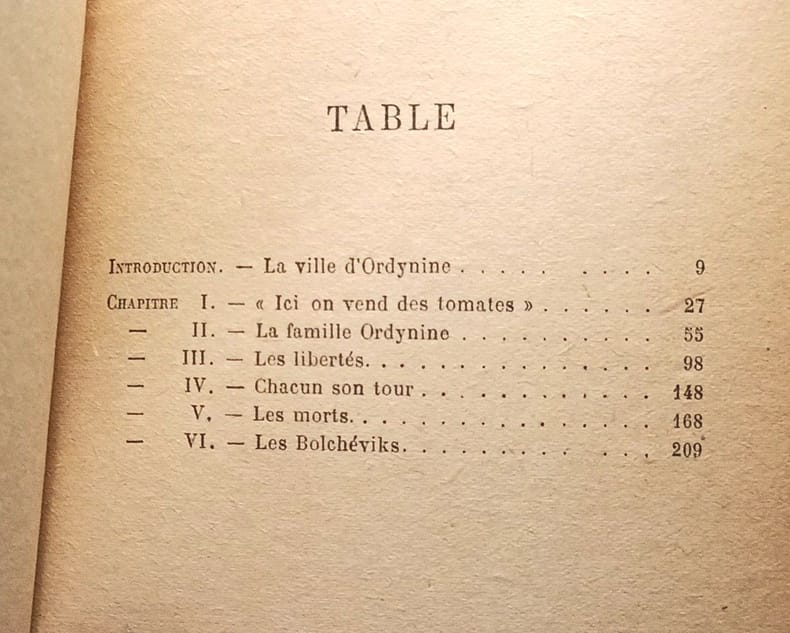 TABLE
INTRODUCTION. — La ville d'Ordynine . . . . . . . . . 9
CHAPITRE I. — « Ici on vend des tomates » . . . . . . 27
— II. — La famille Ordynine . . . . . . . . . . 55
— III. — Les libertés. . . . . . . . . . . . . . 98
— IV. — Chacun son tour . . . . . . . . . . . . 148
— V. — Les morts. . . . . . . . . . . . . . . 168
— VI. — Les Bolchéviks. . . . . . . . . . . . 209